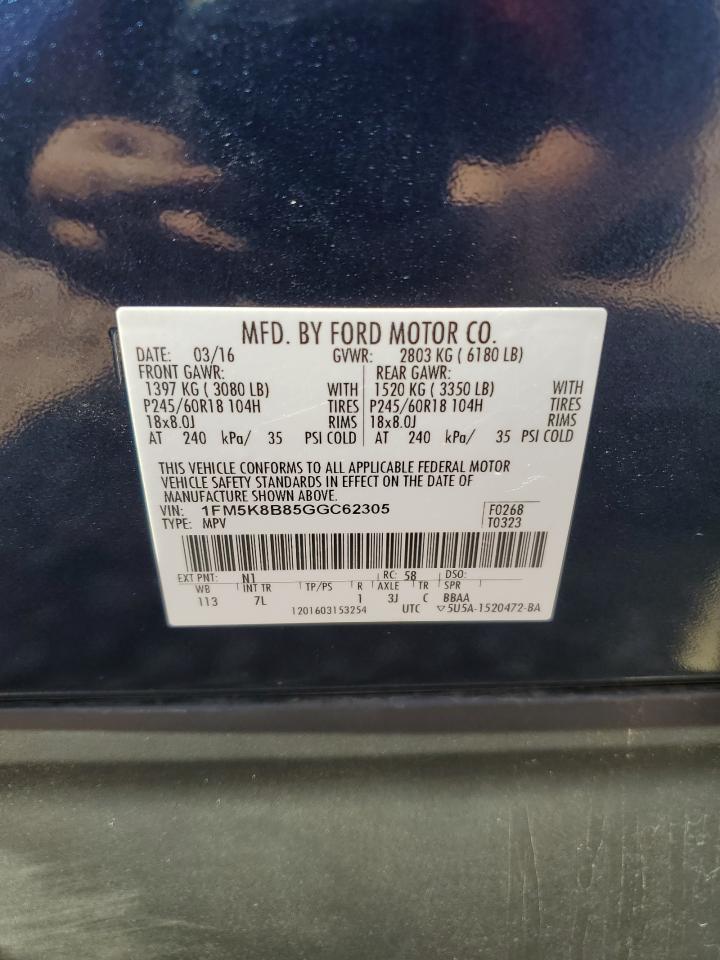 MFD. BY FORD MOTOR CO.
DATE: 03/16 GVWR: 2803 KG ( 6180 LB)
FRONT GAWR: REAR GAWR:
1397 KG ( 3080 LB) WITH 1520 KG ( 3350 LB) WITH
P245/60R18 104H TIRES P245/60R18 104H TIRES
18x8.0J RIMS 18x8.0J RIMS
AT 240 kPa/ 35 PSI COLD AT 240 kPa/ 35 PSI COLD
THIS VEHICLE CONFORMS TO ALL APPLICABLE FEDERAL MOTOR
VEHICLE SAFETY STANDARDS IN EFFECT ON THE DATE OF
MANUFACTURE SHOWN ABOVE.
VIN: 1FM5K8B85GGC62305 F0268
TYPE: MPV T0323
EXT PNT: N1 RC: 58 DSO:
WB INT TR TP/PS R AXLE TR SPR
113 7L 1 3J C BBAA
1201603153254 UTC ▽5U5A-1520472-BA